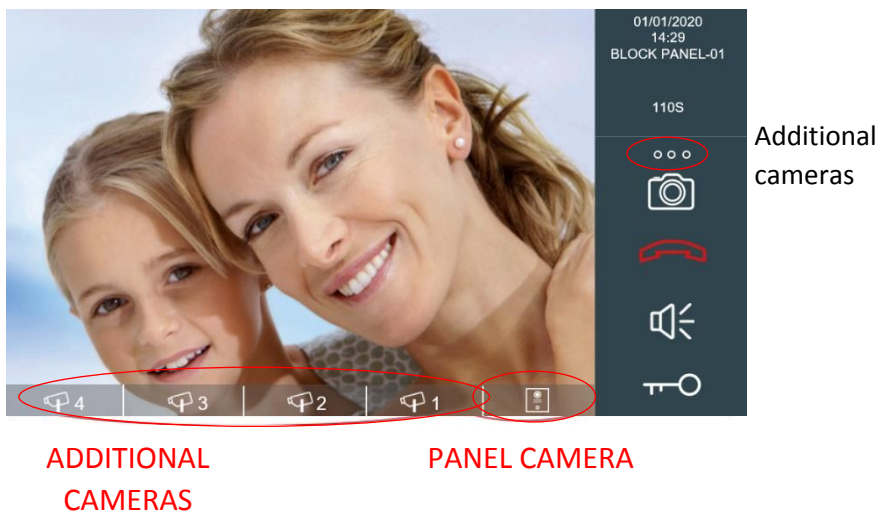 01/01/2020
14:29
BLOCK PANEL-01
110S
Additional
cameras
4
3
2
1
ADDITIONAL
CAMERAS
PANEL CAMERA